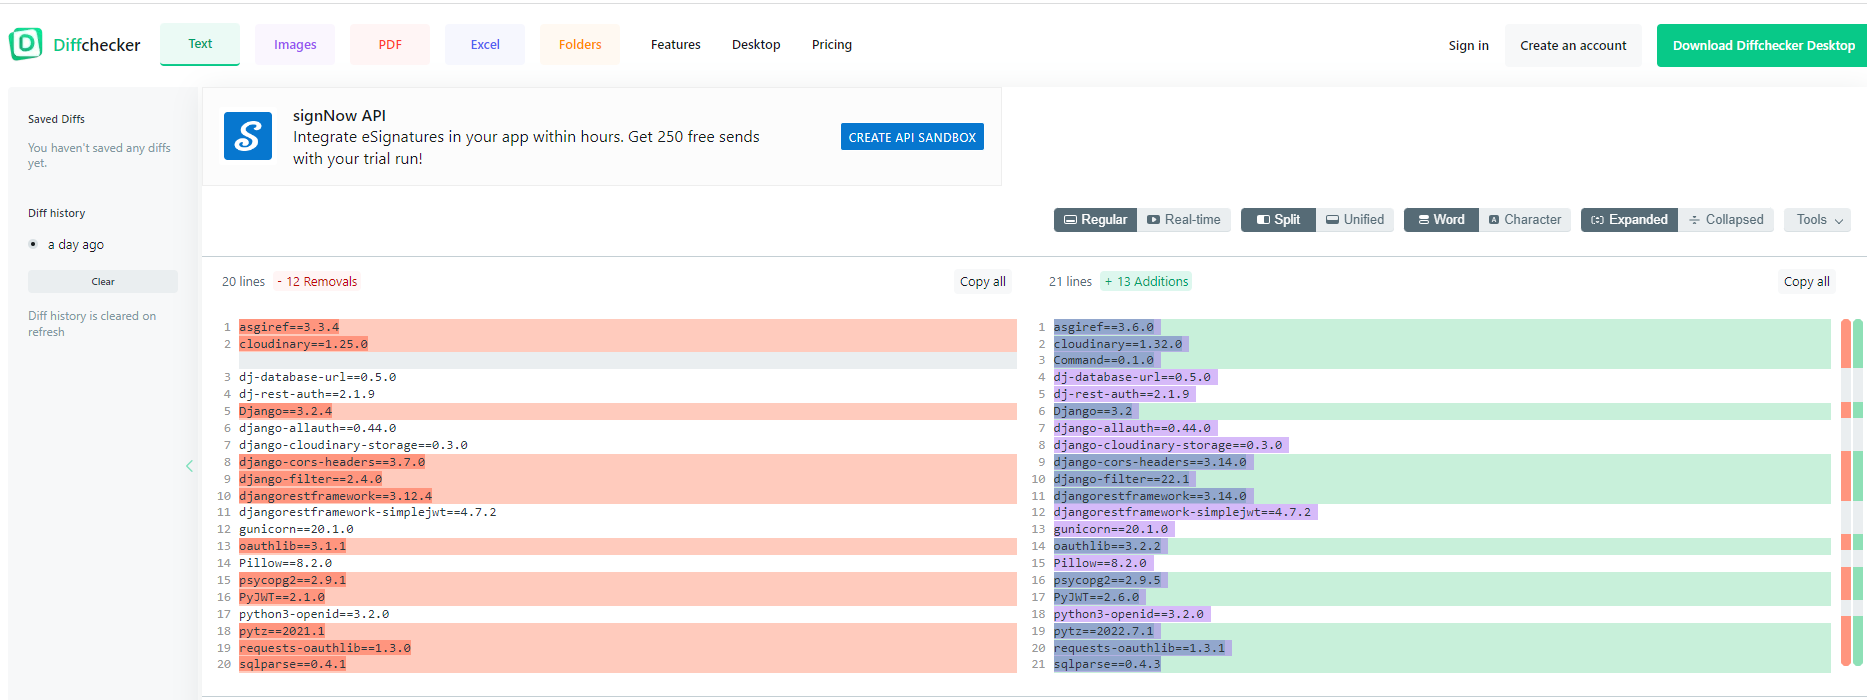 Diffchecker
Text
Images
PDF
Excel
Folders
Features
Desktop
Pricing
Sign in
Create an account
Download Diffchecker Desktop
Saved Diffs
You haven't saved any diffs
yet.
Diff history
a day ago
Clear
Diff history is cleared on
refresh
signNow API
Integrate eSignatures in your app within hours. Get 250 free sends
with your trial run!
CREATE API SANDBOX
Regular
Real-time
Split
Unified
Word
Character
Expanded
Collapsed
Tools
20 lines - 12 Removals
Copy all
1 asgiref==3.3.4
2 cloudinary==1.25.0
3 dj-database-url==0.5.0
4 dj-rest-auth==2.1.9
5 Django==3.2.4
6 django-allauth==0.44.0
7 django-cloudinary-storage==0.3.0
8 django-cors-headers==3.7.0
9 django-filter==2.4.0
10 djangorestframework==3.12.4
11 djangorestframework-simplejwt==4.7.2
12 gunicorn==20.1.0
13 oauthlib==3.1.1
14 Pillow==8.2.0
15 psycopg2==2.9.1
16 PyJWT==2.1.0
17 python3-openid==3.2.0
18 pytz==2021.1
19 requests-oauthlib==1.3.0
20 sqlparse==0.4.1
21 lines + 13 Additions
Copy all
1 asgiref==3.6.0
2 cloudinary==1.32.0
3 Command==0.1.0
4 dj-database-url==0.5.0
5 dj-rest-auth==2.1.9
6 Django==3.2
7 django-allauth==0.44.0
8 django-cloudinary-storage==0.3.0
9 django-cors-headers==3.14.0
10 django-filter==22.1
11 djangorestframework==3.14.0
12 djangorestframework-simplejwt==4.7.2
13 gunicorn==20.1.0
14 oauthlib==3.2.2
15 Pillow==8.2.0
16 psycopg2==2.9.5
17 PyJWT==2.6.0
18 python3-openid==3.2.0
19 pytz==2022.7.1
20 requests-oauthlib==1.3.1
21 sqlparse==0.4.3